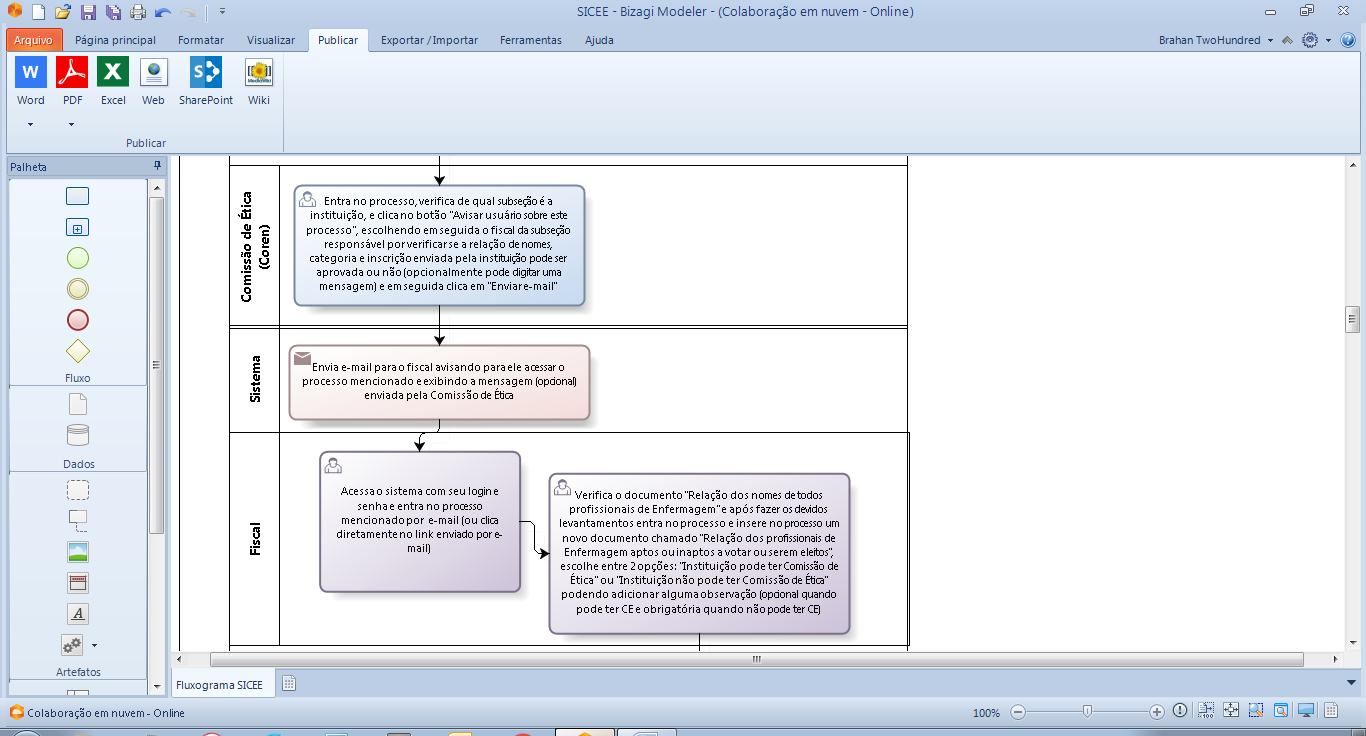 SICEE - Bizagi Modeler - (Colaboração em nuvem - Online)
Arquivo
Página principal
Formatar
Visualizar
Publicar
Exportar / Importar
Ferramentas
Ajuda
Brahan TwoHundred
Word
PDF
Excel
Web
SharePoint
Wiki
Publicar
Palheta
Fluxo
Dados
Artefatos
Comissão de Ética
(Coren)
Entra no processo, verifica de qual subseção é a
instituição, e clica no botão "Avisar usuário sobre este
processo", escolhendo em seguida o fiscal da subseção
responsável por verificar se a relação de nomes,
categoria e inscrição enviada pela instituição pode ser
aprovada ou não (opcionalmente pode digitar uma
mensagem) e em seguida clica em "Enviar e-mail"
Sistema
Envia e-mail para o fiscal avisando para ele acessar o
processo mencionado e exibindo a mensagem (opcional)
enviada pela Comissão de Ética
Fiscal
Acessa o sistema com seu login e
senha e entra no processo
mencionado por e-mail (ou clica
diretamente no link enviado por e-
mail)
Verifica o documento "Relação dos nomes de todos
profissionais de Enfermagem" e após fazer os devidos
levantamentos entra no processo e insere no processo um
novo documento chamado "Relação dos profissionais de
Enfermagem aptos ou inaptos a votar ou serem eleitos",
escolhe entre 2 opções: "Instituição pode ter Comissão de
Ética" ou "Instituição não pode ter Comissão de Ética"
podendo adicionar alguma observação (opcional quando
pode ter CE e obrigatória quando não pode ter CE)
Fluxograma SICEE
Colaboração em nuvem - Online
100%